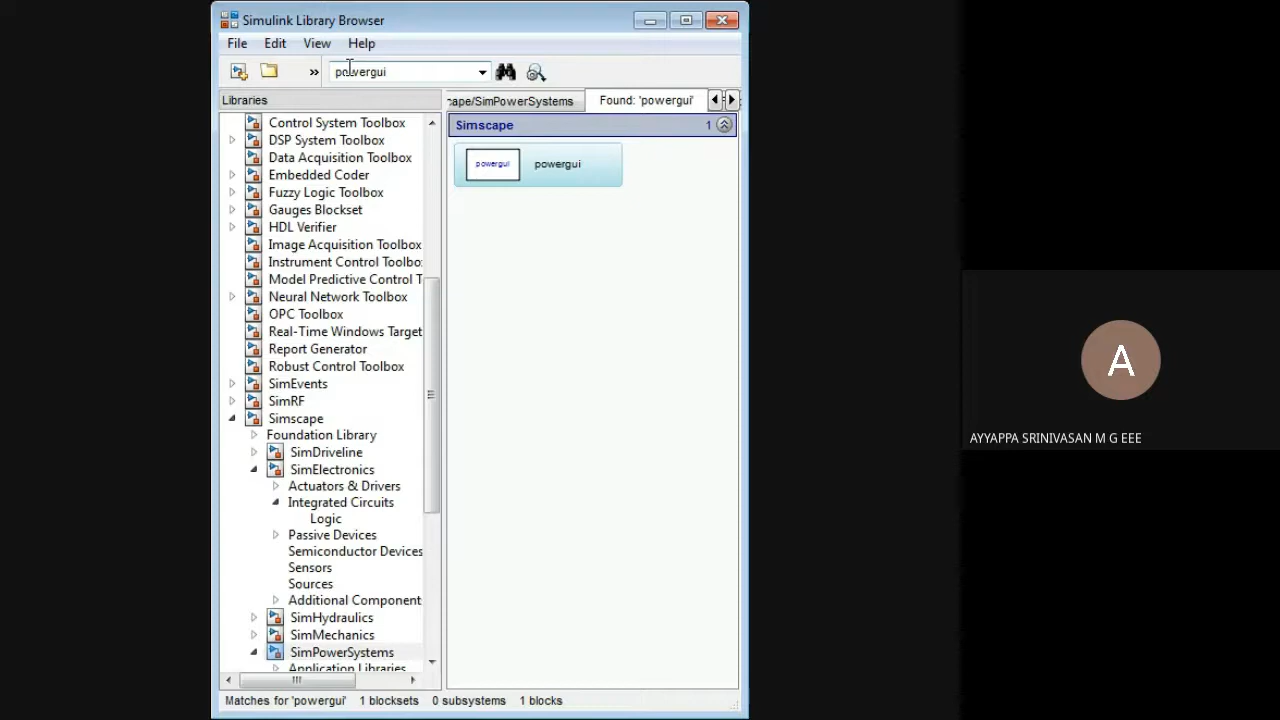 Simulink Library Browser
File Edit View Help
» powergui
Libraries
cape/SimPowerSystems Found: 'powergui'
Simscape 1
powergui powergui
Control System Toolbox
DSP System Toolbox
Data Acquisition Toolbox
Embedded Coder
Fuzzy Logic Toolbox
Gauges Blockset
HDL Verifier
Image Acquisition Toolbox
Instrument Control Toolbo
Model Predictive Control T
Neural Network Toolbox
OPC Toolbox
Real-Time Windows Target
Report Generator
Robust Control Toolbox
SimEvents
SimRF
Simscape
Foundation Library
SimDriveline
SimElectronics
Actuators & Drivers
Integrated Circuits
Logic
Passive Devices
Semiconductor Devices
Sensors
Sources
Additional Component
SimHydraulics
SimMechanics
SimPowerSystems
Application Libraries
Matches for 'powergui' 1 blocksets 0 subsystems 1 blocks
A
AYYAPPA SRINIVASAN M G EEE